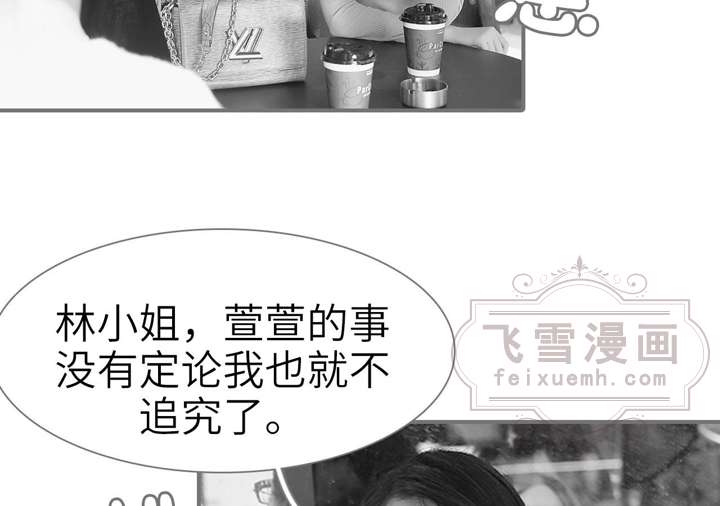 林小姐，萱萱的事
没有定论我也就不
追究了。
飞雪漫画
feixuemh.com